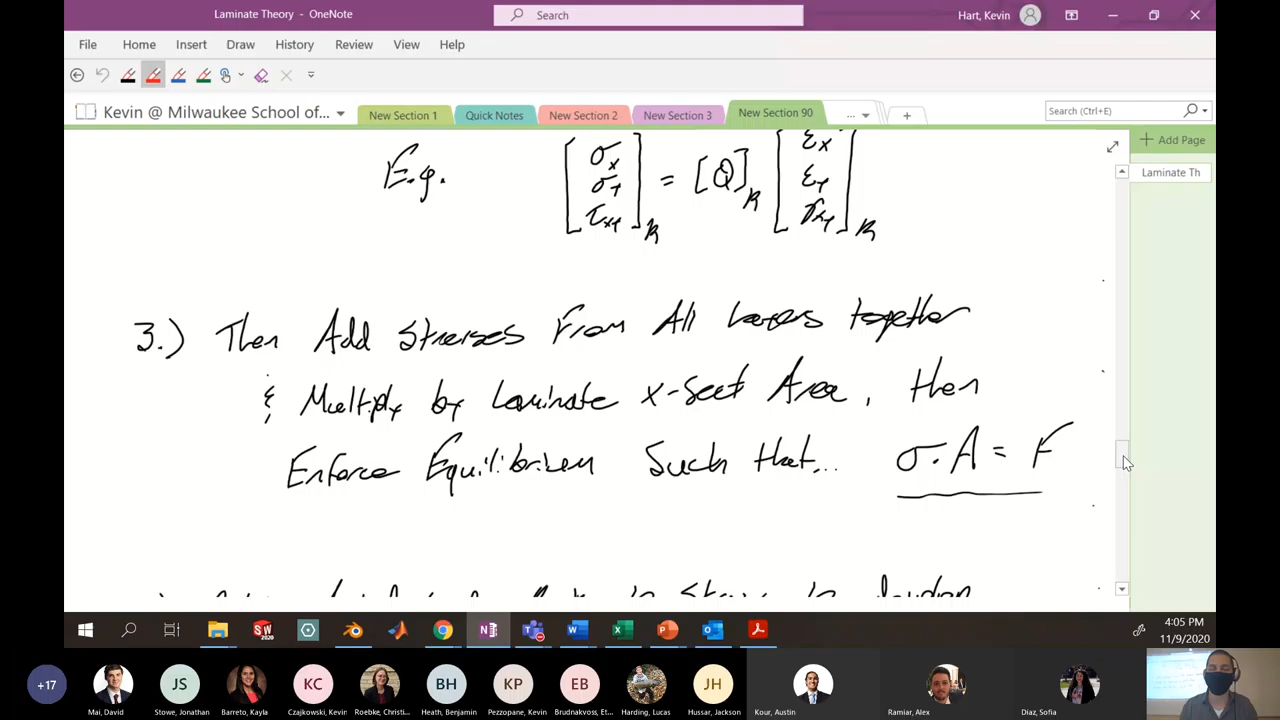 Laminate Theory - OneNote
Search
Hart, Kevin
File Home Insert Draw History Review View Help
Kevin @ Milwaukee School of...
New Section 1
Quick Notes
New Section 2
New Section 3
New Section 90
...
Search (Ctrl+E)
Add Page
Laminate Th
E.g. [σx σy τxy]k = [Q]k [εx εy γxy]k
3.) Then Add Stresses From All Layers together
& Multiply by Laminate x-sect Area, then
Enforce Equilibrium Such that... σ·A = F
4:05 PM
11/9/2020
+17
JS
KC
BH
KP
EB
JH
Mai, David
Stowe, Jonathan
Barreto, Kayla
Czajkowski, Kevin
Roebke, Christi...
Heath, Benjamin
Pezzopane, Kevin
Brudnakvoss, Et...
Harding, Lucas
Hussar, Jackson
Kour, Austin
Ramiar, Alex
Diaz, Sofia